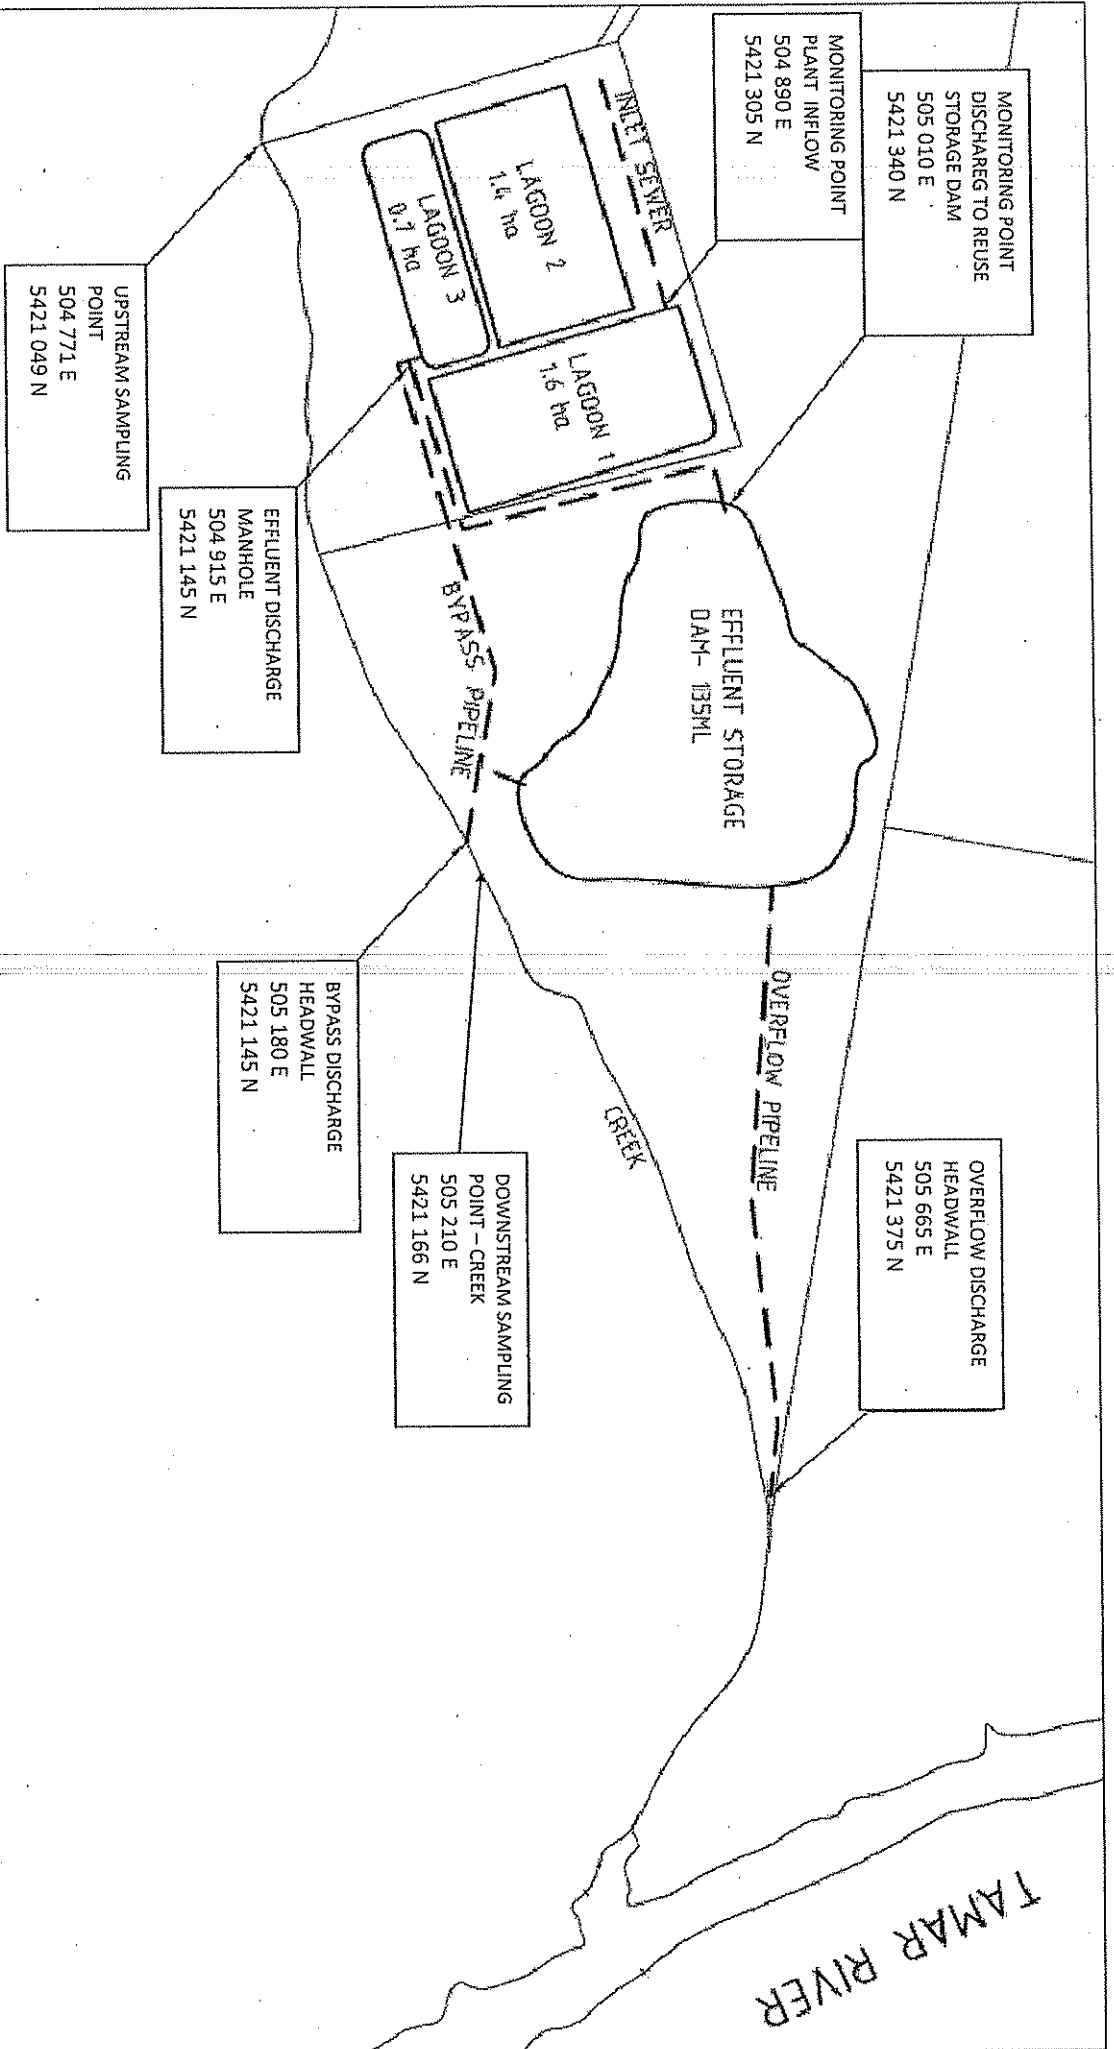 MONITORING POINT
DISCHAREG TO REUSE
STORAGE DAM
505 010 E
5421 340 N
MONITORING POINT
PLANT INFLOW
504 890 E
5421 305 N
INLET SEWER
LAGOON 2
1.4 ha
LAGOON 3
0.7 ha
LAGOON 1
1.6 ha
UPSTREAM SAMPLING
POINT
504 771 E
5421 049 N
EFFLUENT DISCHARGE
MANHOLE
504 915 E
5421 145 N
EFFLUENT STORAGE
DAM- 135ML
BYPASS PIPELINE
BYPASS DISCHARGE
HEADWALL
505 180 E
5421 145 N
OVERFLOW PIPELINE
CREEK
DOWNSTREAM SAMPLING
POINT – CREEK
505 210 E
5421 166 N
OVERFLOW DISCHARGE
HEADWALL
505 665 E
5421 375 N
TAMAR RIVER